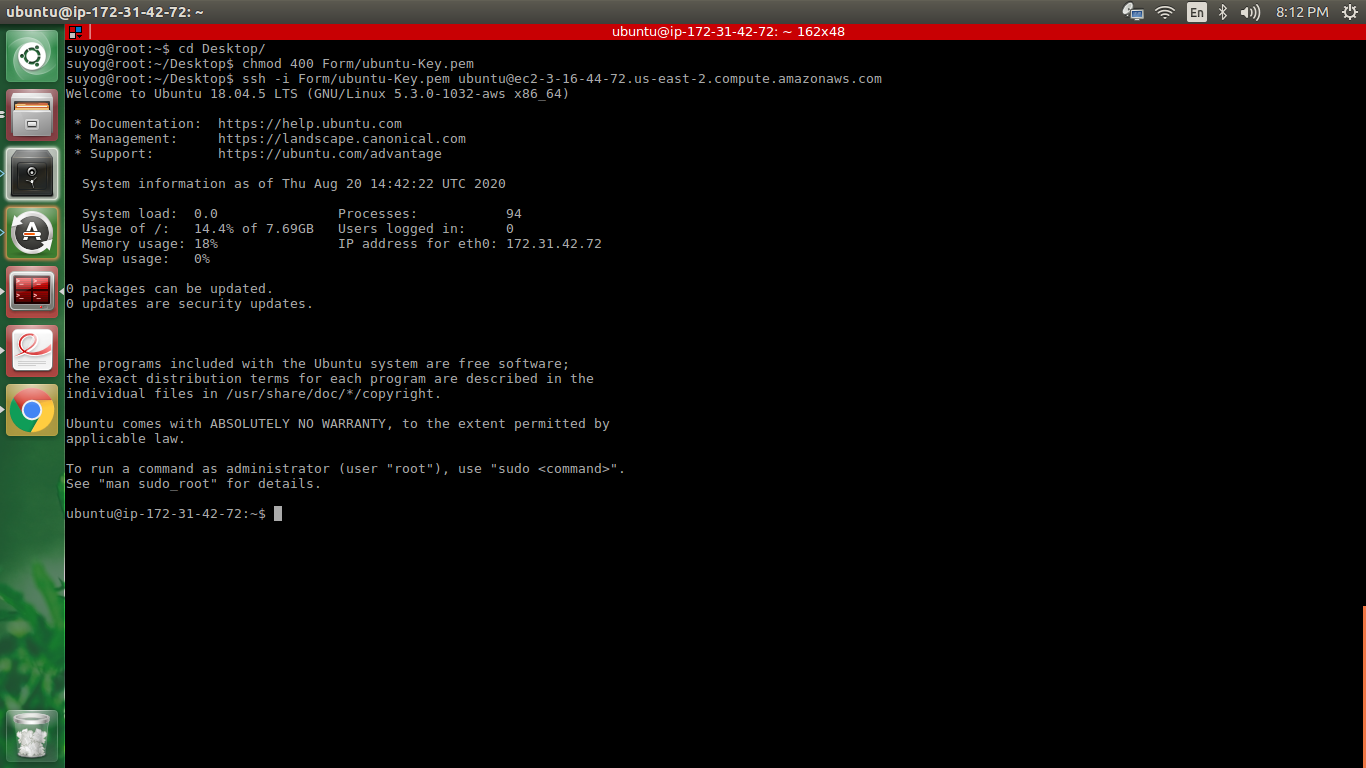 ubuntu@ip-172-31-42-72: ~
En
8:12 PM
ubuntu@ip-172-31-42-72: ~ 162x48
suyog@root:~$ cd Desktop/
suyog@root:~/Desktop$ chmod 400 Form/ubuntu-Key.pem
suyog@root:~/Desktop$ ssh -i Form/ubuntu-Key.pem ubuntu@ec2-3-16-44-72.us-east-2.compute.amazonaws.com
Welcome to Ubuntu 18.04.5 LTS (GNU/Linux 5.3.0-1032-aws x86_64)

 * Documentation:  https://help.ubuntu.com
 * Management:     https://landscape.canonical.com
 * Support:        https://ubuntu.com/advantage

  System information as of Thu Aug 20 14:42:22 UTC 2020

  System load:  0.0               Processes:           94
  Usage of /:   14.4% of 7.69GB   Users logged in:     0
  Memory usage: 18%               IP address for eth0: 172.31.42.72
  Swap usage:   0%

0 packages can be updated.
0 updates are security updates.

The programs included with the Ubuntu system are free software;
the exact distribution terms for each program are described in the
individual files in /usr/share/doc/*/copyright.

Ubuntu comes with ABSOLUTELY NO WARRANTY, to the extent permitted by
applicable law.

To run a command as administrator (user "root"), use "sudo <command>".
See "man sudo_root" for details.

ubuntu@ip-172-31-42-72:~$